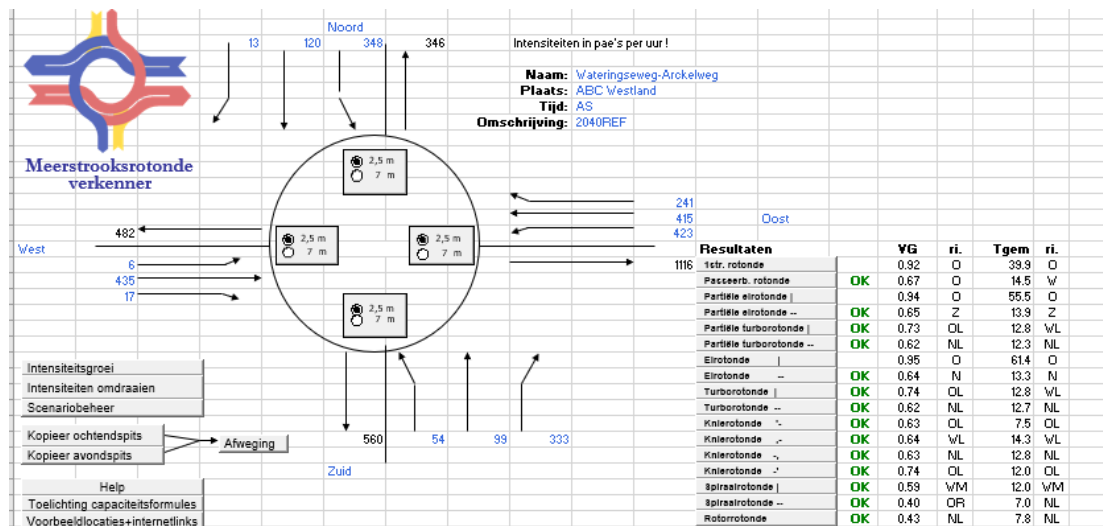 Noord
13 120 348 346 Intensiteiten in pae's per uur !
Naam: Wateringseweg-Arckelweg
Plaats: ABC Westland
Tijd: AS
Omschrijving: 2040REF
Meerstrooksrotonde
verkenner
2,5 m
7 m
241
415 Oost
423
482
West
6
435
17
2,5 m
7 m
2,5 m
7 m
1116
2,5 m
7 m
Resultaten VG ri. Tgem ri.
1str. rotonde 0.92 O 39.9 O
Passeerb. rotonde OK 0.67 O 14.5 W
Partiële eirotonde | 0.94 O 55.5 O
Partiële eirotonde -- OK 0.65 Z 13.9 Z
Partiële turborotonde | OK 0.73 OL 12.8 WL
Partiële turborotonde -- OK 0.62 NL 12.3 NL
Eirotonde | 0.95 O 61.4 O
Eirotonde -- OK 0.64 N 13.3 N
Turborotonde | OK 0.74 OL 12.8 WL
Turborotonde -- OK 0.62 NL 12.7 NL
Knierotonde '- OK 0.63 OL 7.5 OL
Knierotonde ,- OK 0.64 WL 14.3 WL
Knierotonde -, OK 0.63 NL 12.8 NL
Knierotonde -' OK 0.74 OL 12.0 OL
Spiraalrotonde | OK 0.59 WM 12.0 WM
Spiraalrotonde -- OK 0.40 OR 7.0 NL
Rotorrotonde OK 0.43 NL 7.8 NL
Intensiteitsgroei
Intensiteiten omdraaien
Scenariobeheer
Kopieer ochtendspits
Kopieer avondspits
Afweging
560 54 99 333
Zuid
Help
Toelichting capaciteitsformules
Voorbeeldlocaties+internetlinks